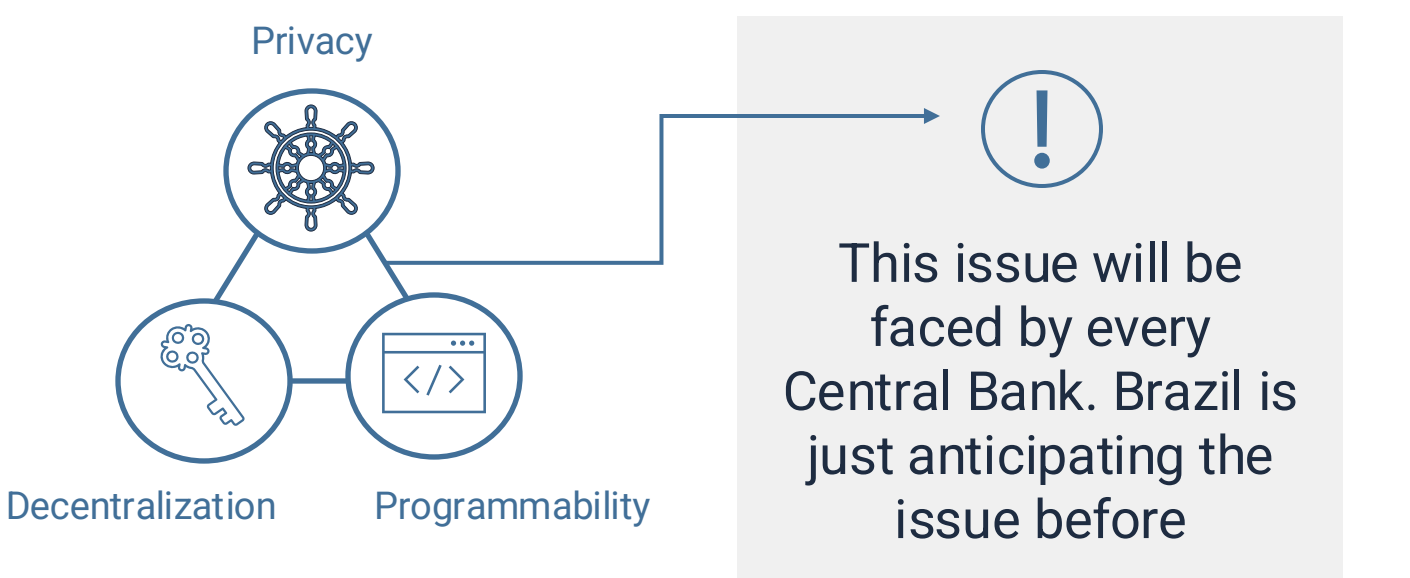 Privacy
Decentralization
Programmability
This issue will be
faced by every
Central Bank. Brazil is
just anticipating the
issue before